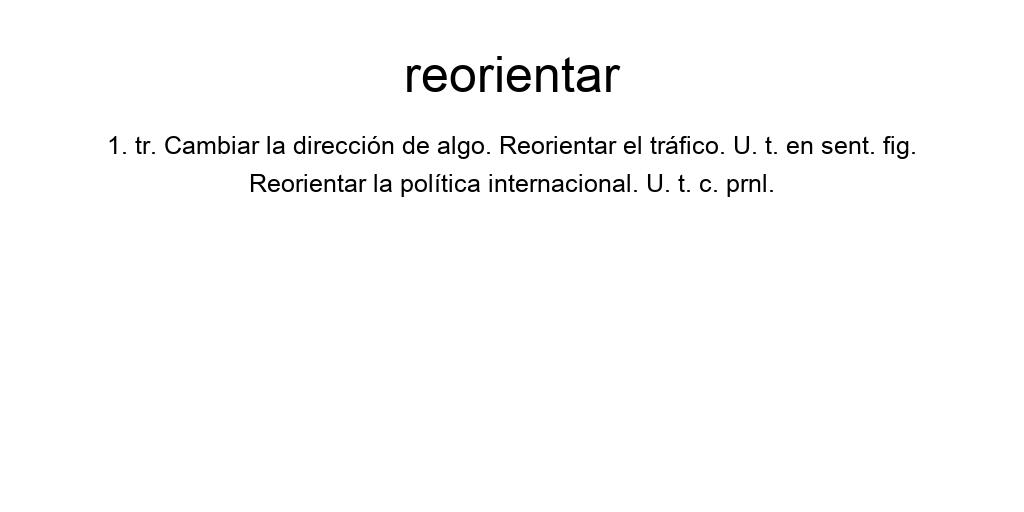 reorientar
1. tr. Cambiar la dirección de algo. Reorientar el tráfico. U. t. en sent. fig.
Reorientar la política internacional. U. t. c. prnl.